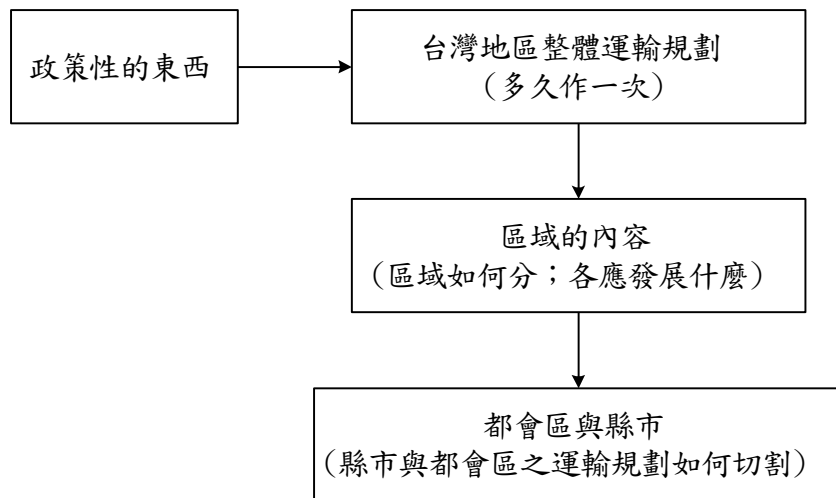 政策性的東西
台灣地區整體運輸規劃
（多久作一次）
區域的內容
（區域如何分；各應發展什麼）
都會區與縣市
（縣市與都會區之運輸規劃如何切割）